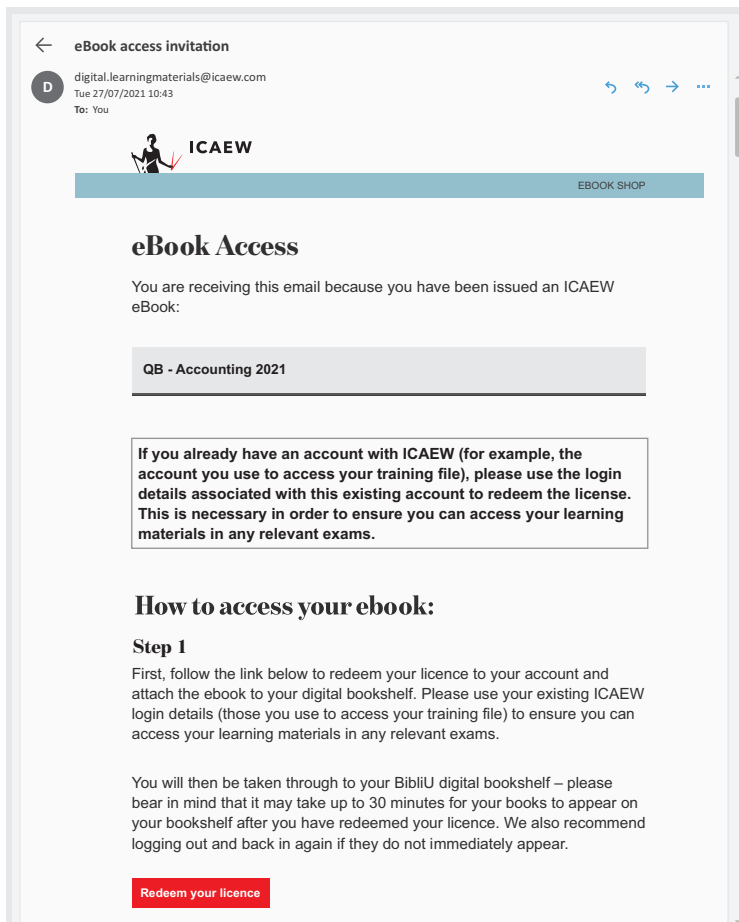 eBook access invitation
D
digital.learningmaterials@icaew.com
Tue 27/07/2021 10:43
To: You
ICAEW
EBOOK SHOP
eBook Access
You are receiving this email because you have been issued an ICAEW
eBook:
QB - Accounting 2021
If you already have an account with ICAEW (for example, the
account you use to access your training file), please use the login
details associated with this existing account to redeem the license.
This is necessary in order to ensure you can access your learning
materials in any relevant exams.
How to access your ebook:
Step 1
First, follow the link below to redeem your licence to your account and
attach the ebook to your digital bookshelf. Please use your existing ICAEW
login details (those you use to access your training file) to ensure you can
access your learning materials in any relevant exams.
You will then be taken through to your BibliU digital bookshelf – please
bear in mind that it may take up to 30 minutes for your books to appear on
your bookshelf after you have redeemed your licence. We also recommend
logging out and back in again if they do not immediately appear.
Redeem your licence